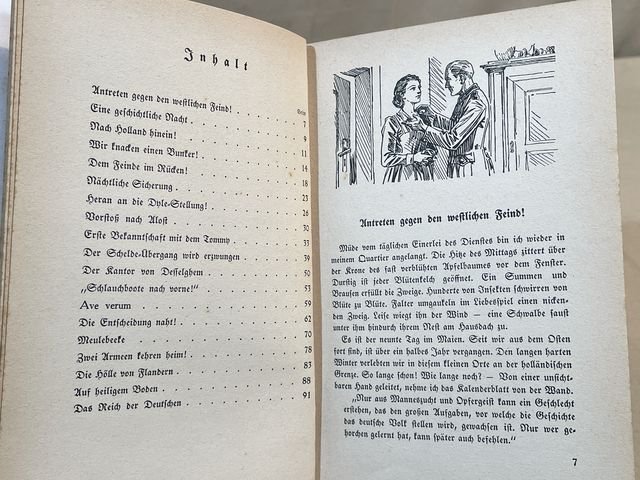 Inhalt
Seite
Antreten gegen den westlichen Feind! . . . . . . 7
Eine geschichtliche Nacht . . . . . . 9
Nach Holland hinein! . . . . . . 11
Wir knacken einen Bunker! . . . . . . 14
Dem Feinde im Rücken! . . . . . . 18
Nächtliche Sicherung . . . . . . 23
Heran an die Dyle-Stellung! . . . . . . 26
Vorstoß nach Alost . . . . . . 30
Erste Bekanntschaft mit dem Tommy . . . . . . 33
Der Schelde-Übergang wird erzwungen . . . . . . 39
Der Kantor von Desselghem . . . . . . 50
„Schlauchboote nach vorne!“ . . . . . . 53
Ave verum . . . . . . 59
Die Entscheidung naht! . . . . . . 62
Meulebeeke . . . . . . 70
Zwei Armeen kehren heim! . . . . . . 78
Die Hölle von Flandern . . . . . . 83
Auf heiligem Boden . . . . . . 88
Das Reich der Deutschen . . . . . . 91
Antreten gegen den westlichen Feind!
Müde vom täglichen Einerlei des Dienstes bin ich wieder in
meinem Quartier angelangt. Die Hitze des Mittags zittert über
der Krone des fast verblühten Apfelbaumes vor dem Fenster.
Durstig ist jeder Blütenkelch geöffnet. Ein Summen und
Brausen erfüllt die Zweige. Hunderte von Insekten schwirren von
Blüte zu Blüte. Falter umgaukeln im Liebesspiel einen nicken-
den Zweig. Leise wiegt ihn der Wind – eine Schwalbe sucht
unter ihm hindurch ihrem Nest am Hausdach zu.
Es ist der neunte Tag im Maien. Seit wir aus dem Osten
fort sind, ist über ein halbes Jahr vergangen. Den langen harten
Winter verlebten wir in diesem kleinen Orte an der holländischen
Grenze. So lange schon! Wie lange noch? – Von einer unsicht-
baren Hand geleitet, nehme ich das Kalenderblatt von der Wand.
„Nur aus Manneszucht und Opfergeist kann ein Geschlecht
erstehen, das den großen Aufgaben, vor welche die Geschichte
das deutsche Volk stellen wird, gewachsen ist. Nur wer ge-
horchen gelernt hat, kann später auch befehlen.“
7